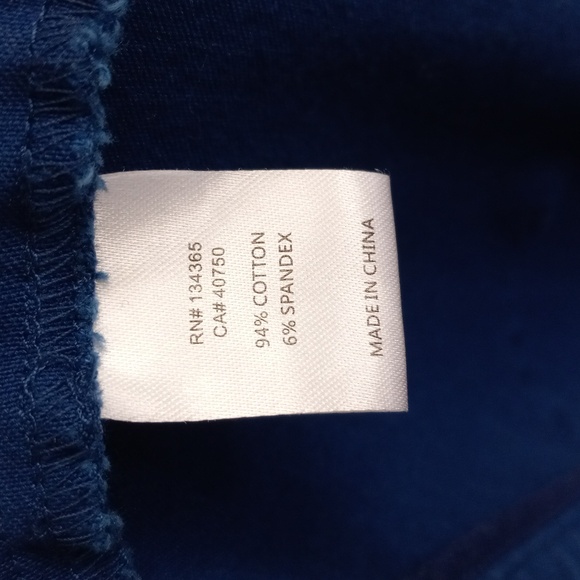 RN# 134365
CA# 40750
94% COTTON
6% SPANDEX
MADE IN CHINA